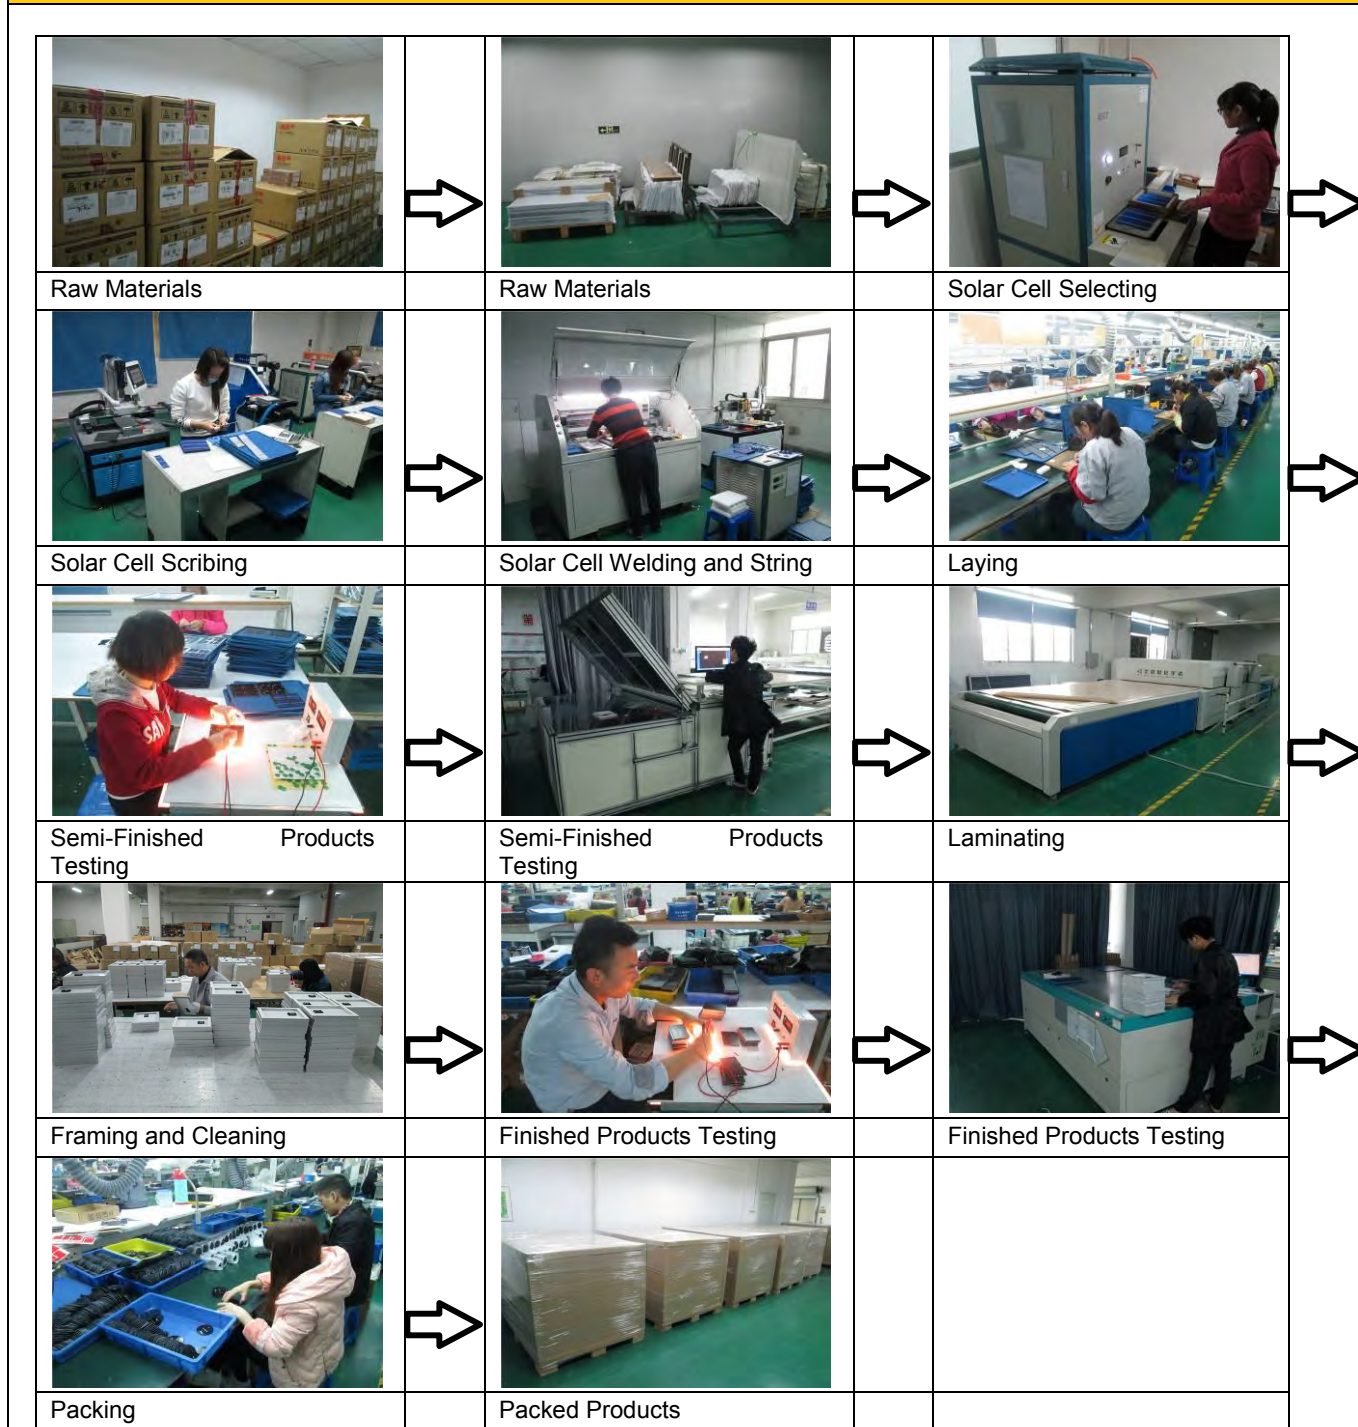 Raw Materials
Raw Materials
Solar Cell Selecting
Solar Cell Scribing
Solar Cell Welding and String
Laying
SAN
Semi-Finished Products
Testing
Semi-Finished Products
Testing
Laminating
Framing and Cleaning
Finished Products Testing
Finished Products Testing
Packing
Packed Products